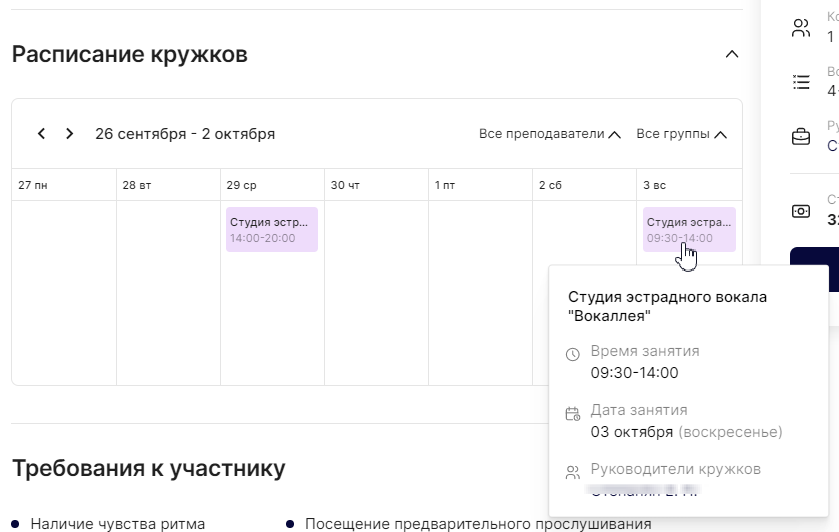 Расписание кружков
26 сентября - 2 октября
Все преподаватели
Все группы
27 пн
28 вт
29 ср
30 чт
1 пт
2 сб
3 вс
Студия эстр...
14:00-20:00
Студия эстра...
09:30-14:00
Студия эстрадного вокала
"Вокаллея"
Время занятия
09:30-14:00
Дата занятия
03 октября (воскресенье)
Руководители кружков
Требования к участнику
Наличие чувства ритма
Посещение предварительного прослушивания
1